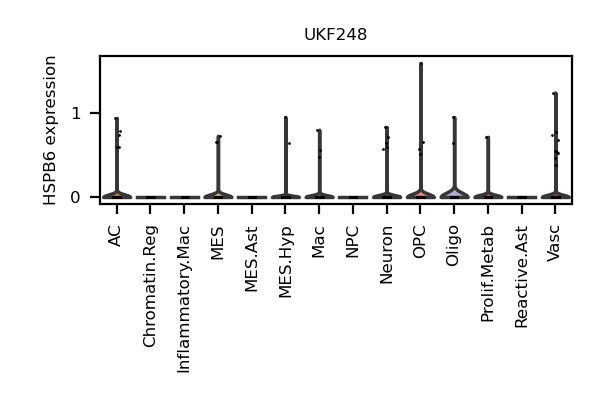 UKF248
HSPB6 expression
1
0
AC
Chromatin.Reg
Inflammatory.Mac
MES
MES.Ast
MES.Hyp
Mac
NPC
Neuron
OPC
Oligo
Prolif.Metab
Reactive.Ast
Vasc